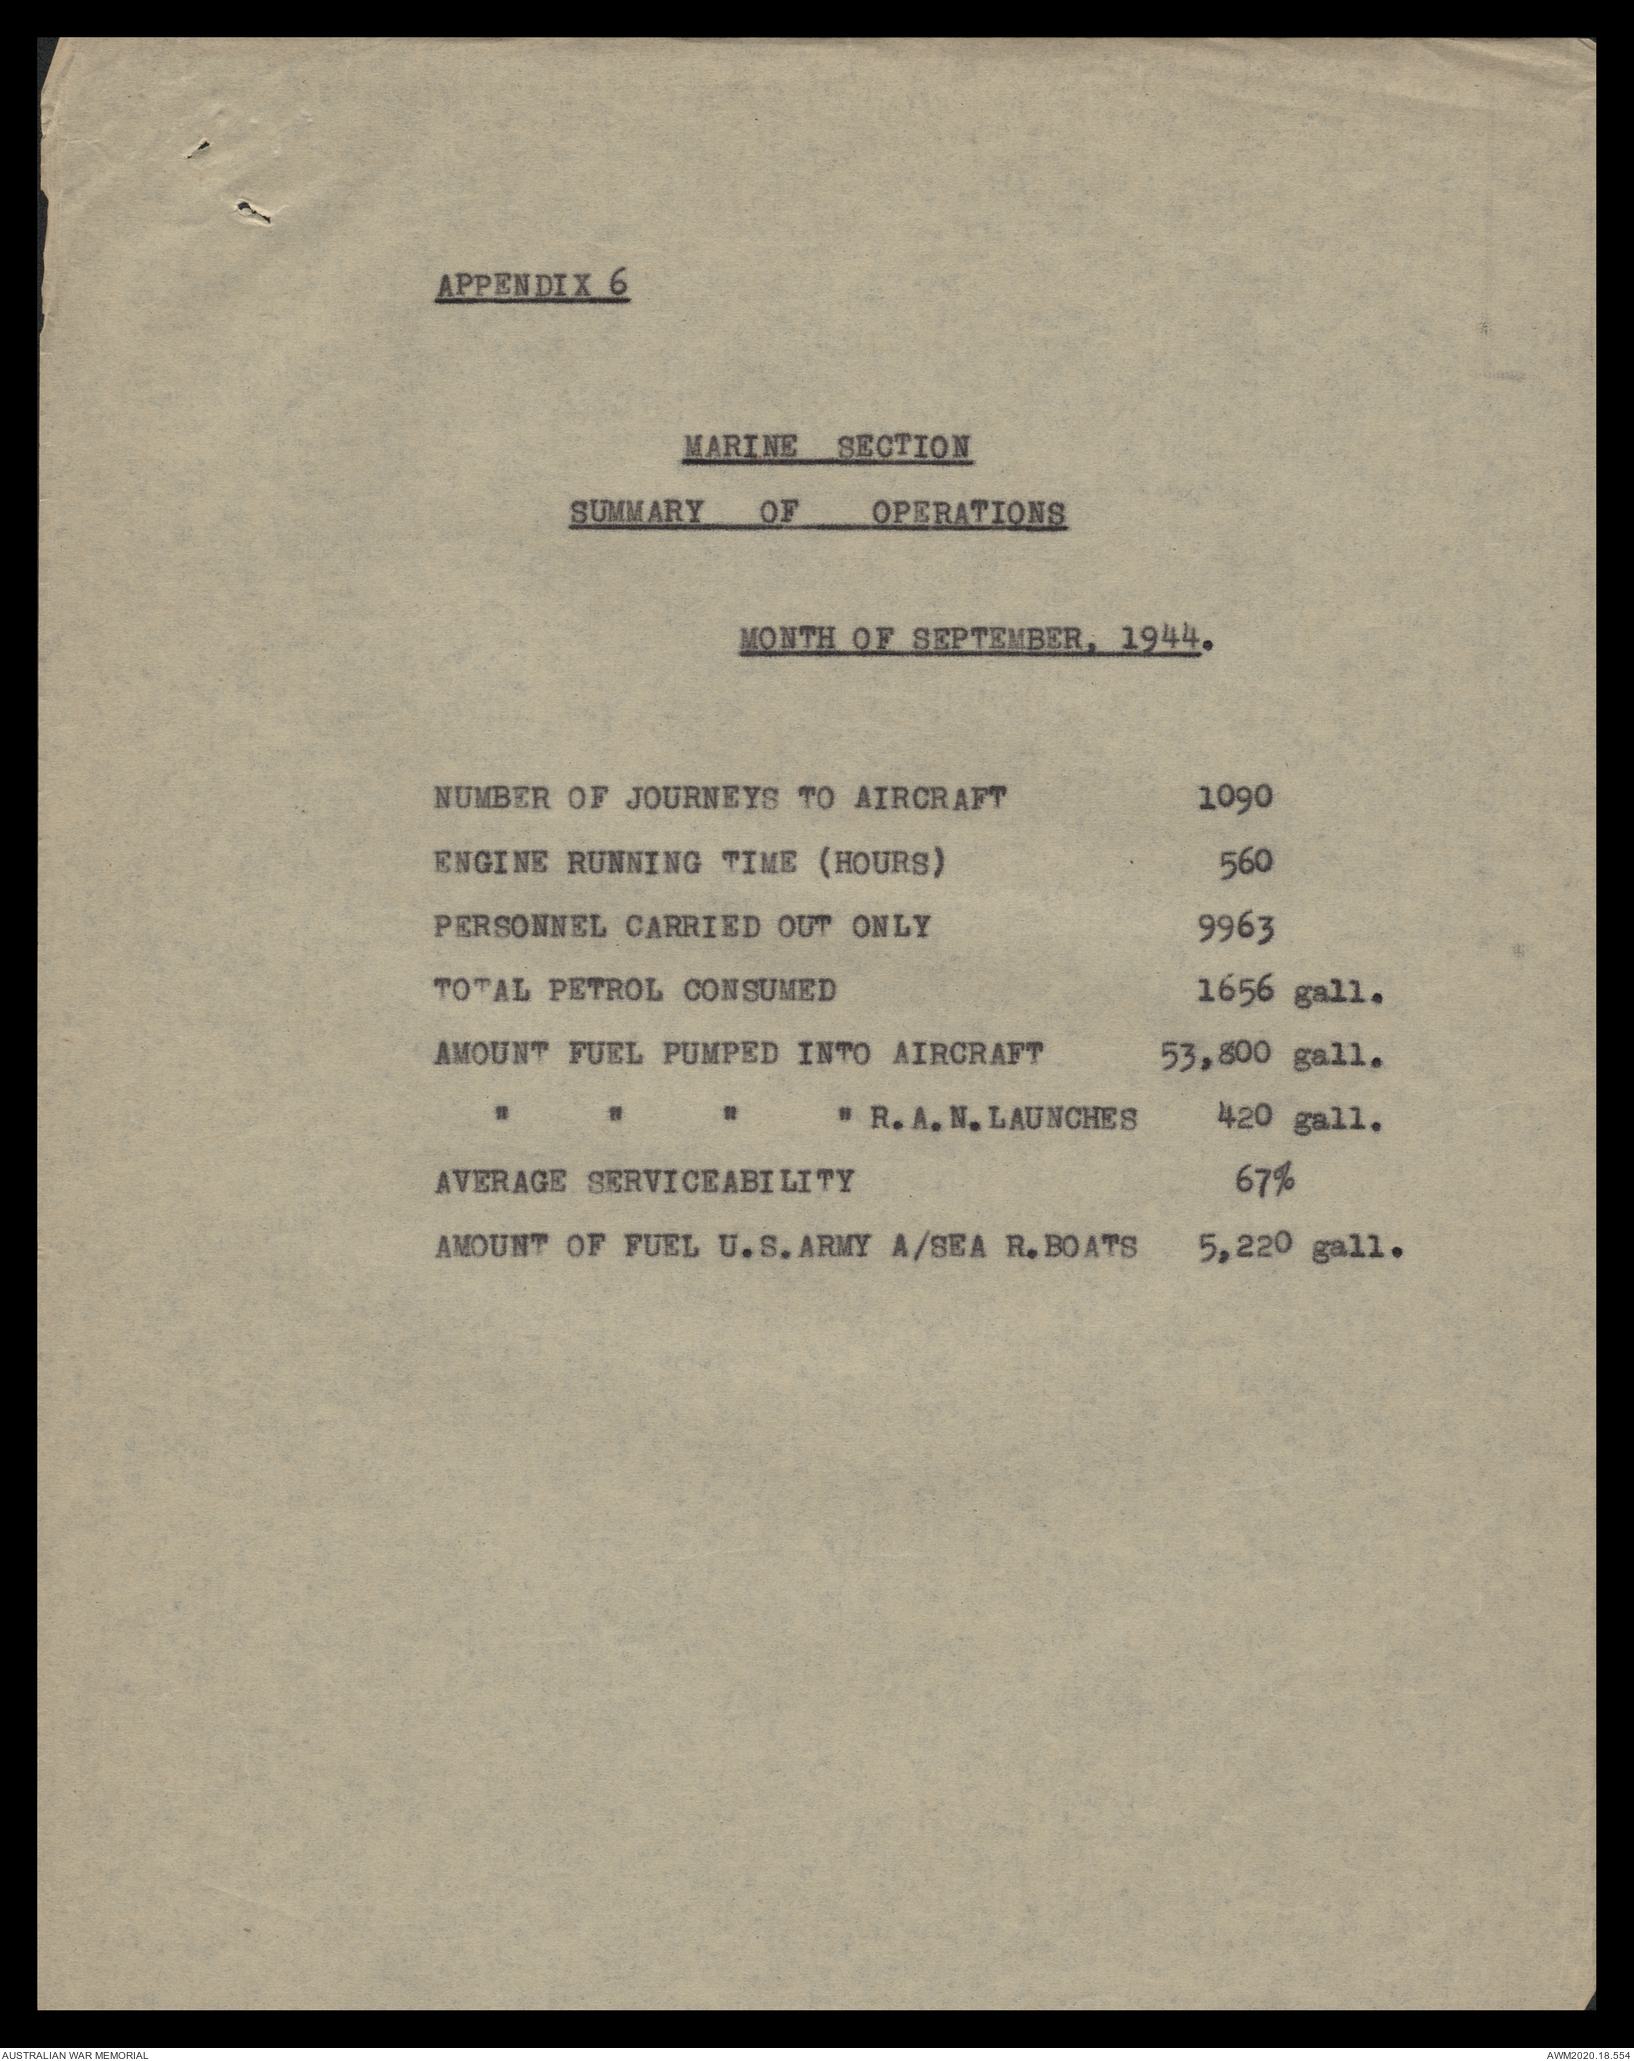 APPENDIX 6
MARINE SECTION
SUMMARY OF OPERATIONS
MONTH OF SEPTEMBER, 1944.
NUMBER OF JOURNEYS TO AIRCRAFT 1090
ENGINE RUNNING TIME (HOURS) 560
PERSONNEL CARRIED OUT ONLY 9963
TOTAL PETROL CONSUMED 1656 gall.
AMOUNT FUEL PUMPED INTO AIRCRAFT 53,800 gall.
" " " " R.A.N.LAUNCHES 420 gall.
AVERAGE SERVICEABILITY 67%
AMOUNT OF FUEL U.S.ARMY A/SEA R.BOATS 5,220 gall.
AUSTRALIAN WAR MEMORIAL AWM2020.18.554